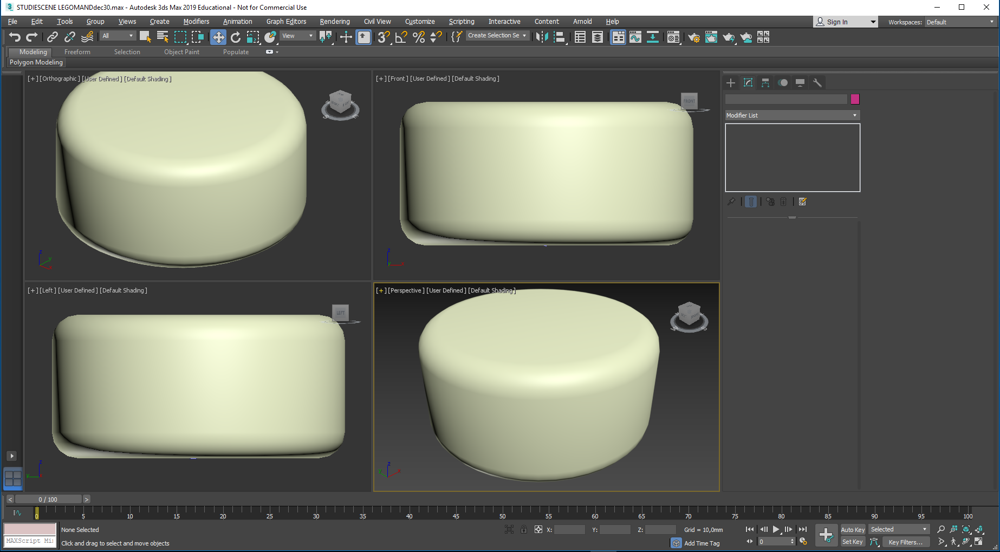 STUDIESCENE LEGOMANDdec30.max - Autodesk 3ds Max 2019 Educational - Not for Commercial Use
File Edit Tools Group Views Create Modifiers Animation Graph Editors Rendering Civil View Customize Scripting Interactive Content Arnold Help Sign In Workspaces: Default
All View 3 Create Selection Se
Modeling Freeform Selection Object Paint Populate
Polygon Modeling
[+] [Orthographic] [User Defined] [Default Shading]
[+] [Front] [User Defined] [Default Shading]
FRONT
Modifier List
z
y
x
z
y
x
[+] [Left] [User Defined] [Default Shading]
[+] [Perspective] [User Defined] [Default Shading]
LEFT
z
y
z
y
x
< 0 / 100 >
0 5 10 15 20 25 30 35 40 45 50 55 60 65 70 75 80 85 90 95 100
None Selected X: Y: Z: Grid = 10,0mm Auto Key Selected
MAXScript Mi
Click and drag to select and move objects Add Time Tag 0 Set Key Key Filters...